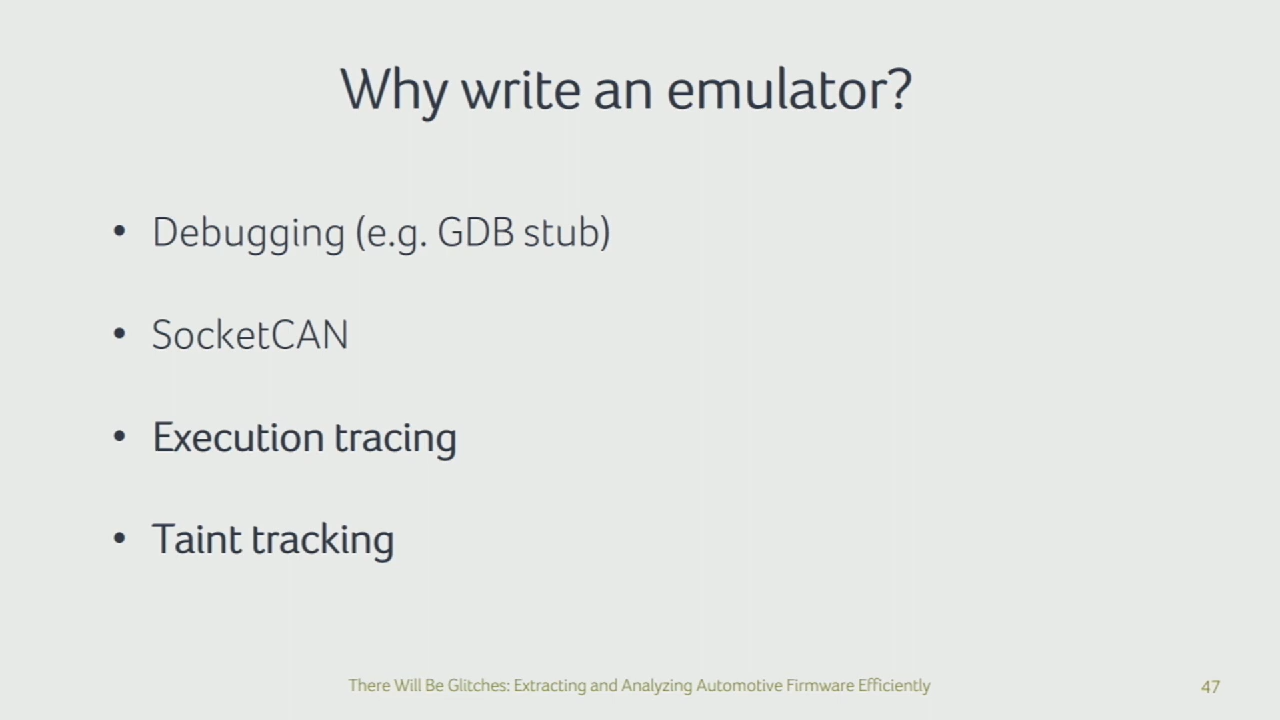 Why write an emulator?
• Debugging (e.g. GDB stub)
• SocketCAN
• Execution tracing
• Taint tracking
There Will Be Glitches: Extracting and Analyzing Automotive Firmware Efficiently
47